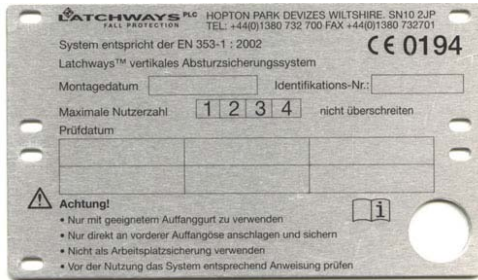 LATCHWAYS PLC HOPTON PARK DEVIZES WILTSHIRE. SN10 2JP
FALL PROTECTION TEL: +44(0)1380 732 700 FAX +44(0)1380 732701
System entspricht der EN 353-1 : 2002
CE 0194
Latchways™ vertikales Absturzsicherungssystem
Montagedatum Identifikations-Nr.:
Maximale Nutzerzahl 1 2 3 4 nicht überschreiten
Prüfdatum
Achtung!
• Nur mit geeignetem Auffanggurt zu verwenden
• Nur direkt an vorderer Auffangöse anschlagen und sichern
• Nicht als Arbeitsplatzsicherung verwenden
• Vor der Nutzung das System entsprechend Anweisung prüfen
i